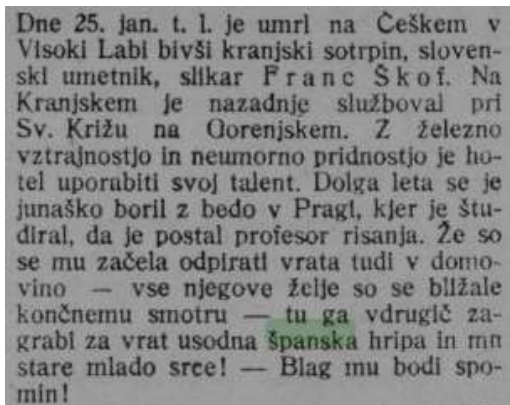 Dne 25. jan. t. l. je umrl na Češkem v
Visoki Labi bivši kranjski sotrpin, sloven-
ski umetnik, slikar Franc Škof. Na
Kranjskem je nazadnje služboval pri
Sv. Križu na Gorenjskem. Z železno
vztrajnostjo in neumorno pridnostjo je ho-
tel uporabiti svoj talent. Dolga leta se je
junaško boril z bedo v Pragi, kjer je štu-
diral, da je postal profesor risanja. Že so
se mu začela odpirati vrata tudi v domo-
vino — vse njegove želje so se bližale
končnemu smotru — tu ga vdrugič za-
grabi za vrat usodna španska hripa in mu
stare mlado srce! — Blag mu bodi spo-
min!